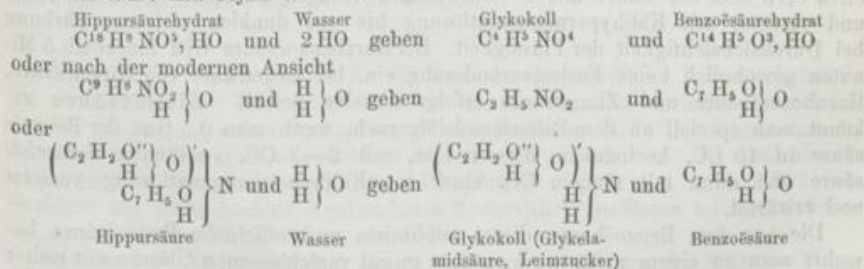 Hippursäurehydrat Wasser Glykokoll Benzoësäurehydrat
C¹⁸ H⁸ NO⁵, HO und 2 HO geben C⁴ H⁵ NO⁴ und C¹⁴ H⁵ O³, HO
oder nach der modernen Ansicht
C⁹ H⁸ NO₂ H } O und H H } O geben C₂ H₅ NO₂ und C₇ H₅ O H } O
oder
(C₂ H₂ O'' H } O)' C₇ H₅ O H } N und H H } O geben (C₂ H₂ O'' H } O)' H H } N und C₇ H₅ O H } O
Hippursäure Wasser Glykokoll (Glykela- Benzoësäure
midsäure, Leimzucker)